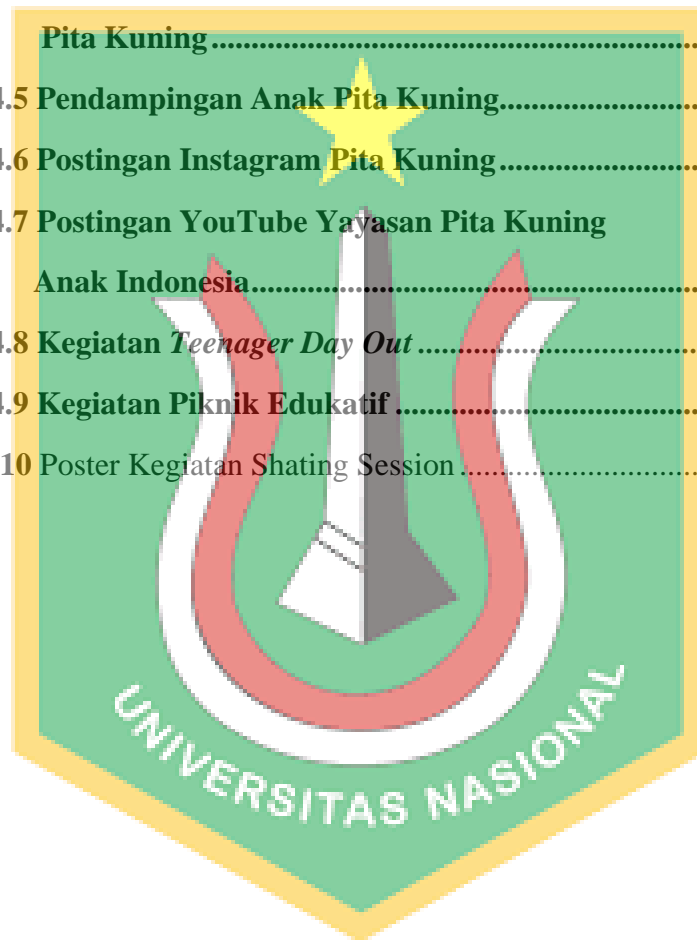 Pita Kuning..........................................................
4.5 Pendampingan Anak Pita Kuning........................
4.6 Postingan Instagram Pita Kuning........................
4.7 Postingan YouTube Yayasan Pita Kuning
Anak Indonesia.....................................................
4.8 Kegiatan Teenager Day Out ................................
4.9 Kegiatan Piknik Edukatif ...................................
10 Poster Kegiatan Shating Session ..........................
UNIVERSITAS NASIONAL